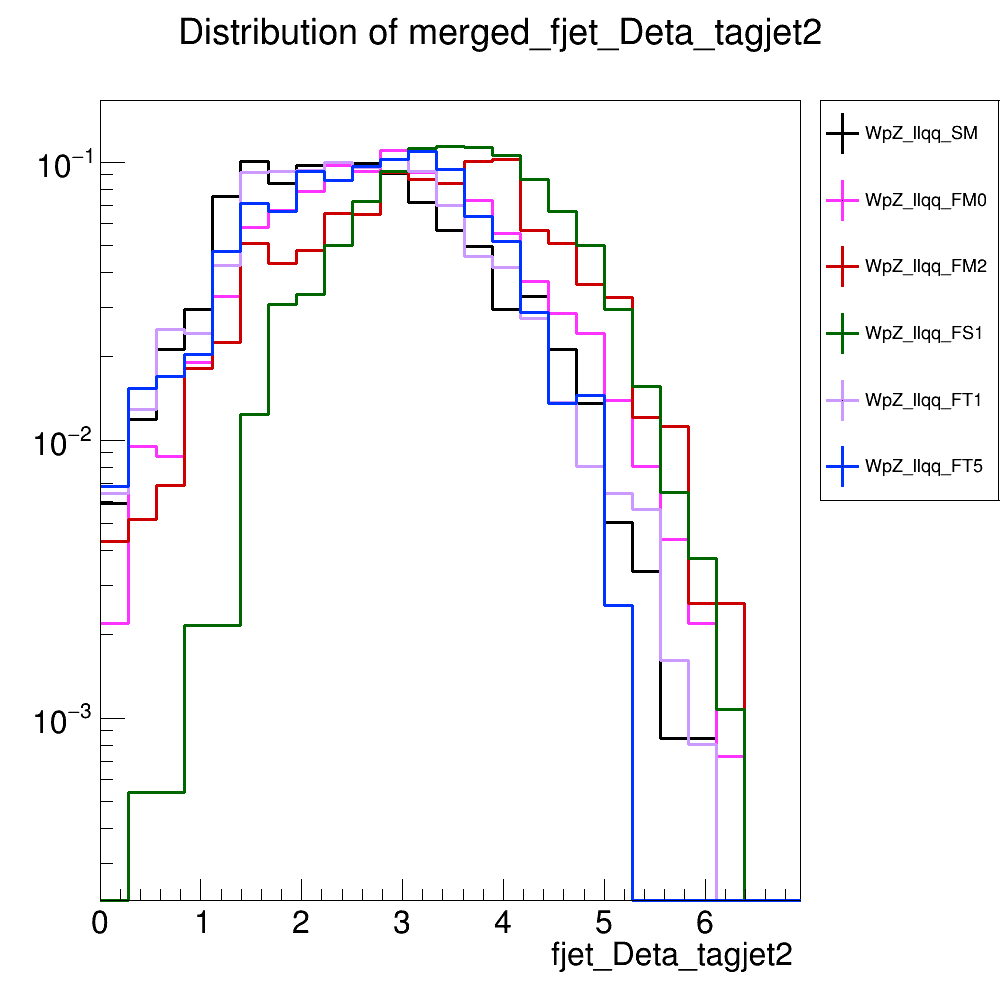 Distribution of merged_fjet_Deta_tagjet2
10−1
10−2
10−3
0 1 2 3 4 5 6
fjet_Deta_tagjet2
WpZ_llqq_SM
WpZ_llqq_FM0
WpZ_llqq_FM2
WpZ_llqq_FS1
WpZ_llqq_FT1
WpZ_llqq_FT5